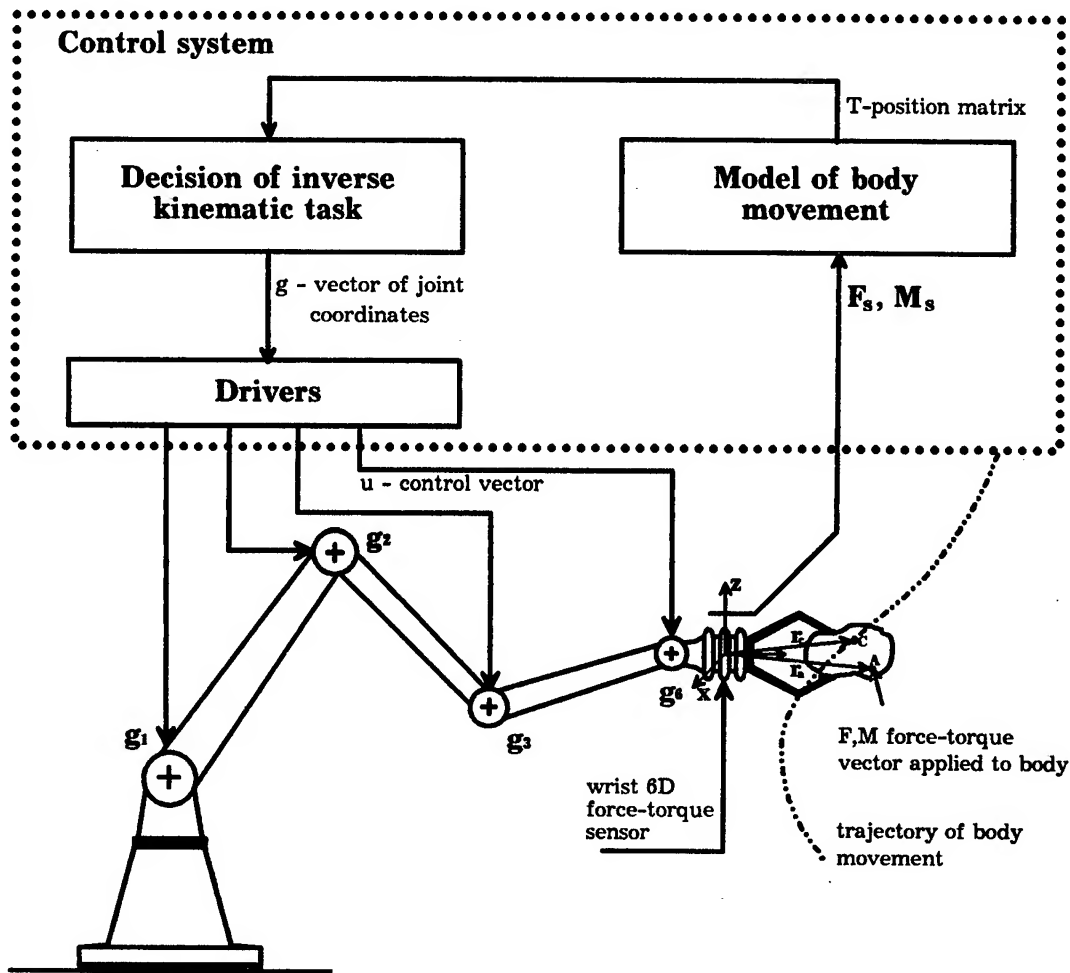 Control system
T-position matrix
Decision of inverse
kinematic task
Model of body
movement
g - vector of joint
coordinates
Fs, Ms
Drivers
u - control vector
g2
z
rc
C
g1
g6
x
ra
A
g3
F,M force-torque
vector applied to body
wrist 6D
force-torque
sensor
trajectory of body
movement